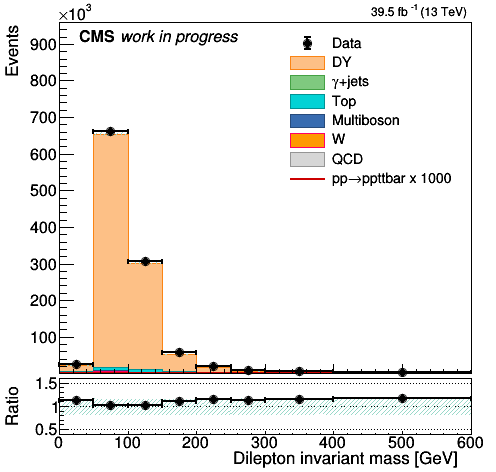 ×10³
39.5 fb⁻¹ (13 TeV)
CMS work in progress
Events
900
800
700
600
500
400
300
200
100
Data
DY
γ+jets
Top
Multiboson
W
QCD
pp→ppttbar x 1000
Ratio
1.5
1
0.5
0 100 200 300 400 500 600
Dilepton invariant mass [GeV]